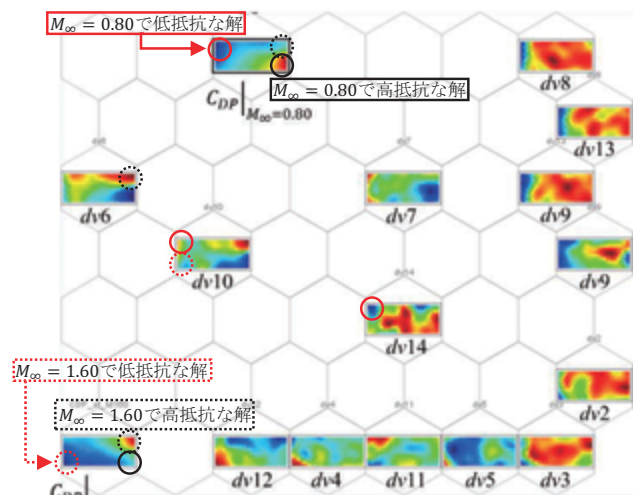 M∞ = 0.80で低抵抗な解
M∞ = 0.80で高抵抗な解
C_DP|M∞=0.80
dv8
dv13
dv6
dv7
dv9
dv10
dv9
dv14
M∞ = 1.60で低抵抗な解
dv2
M∞ = 1.60で高抵抗な解
dv12
dv4
dv11
dv5
dv3
C_DP|